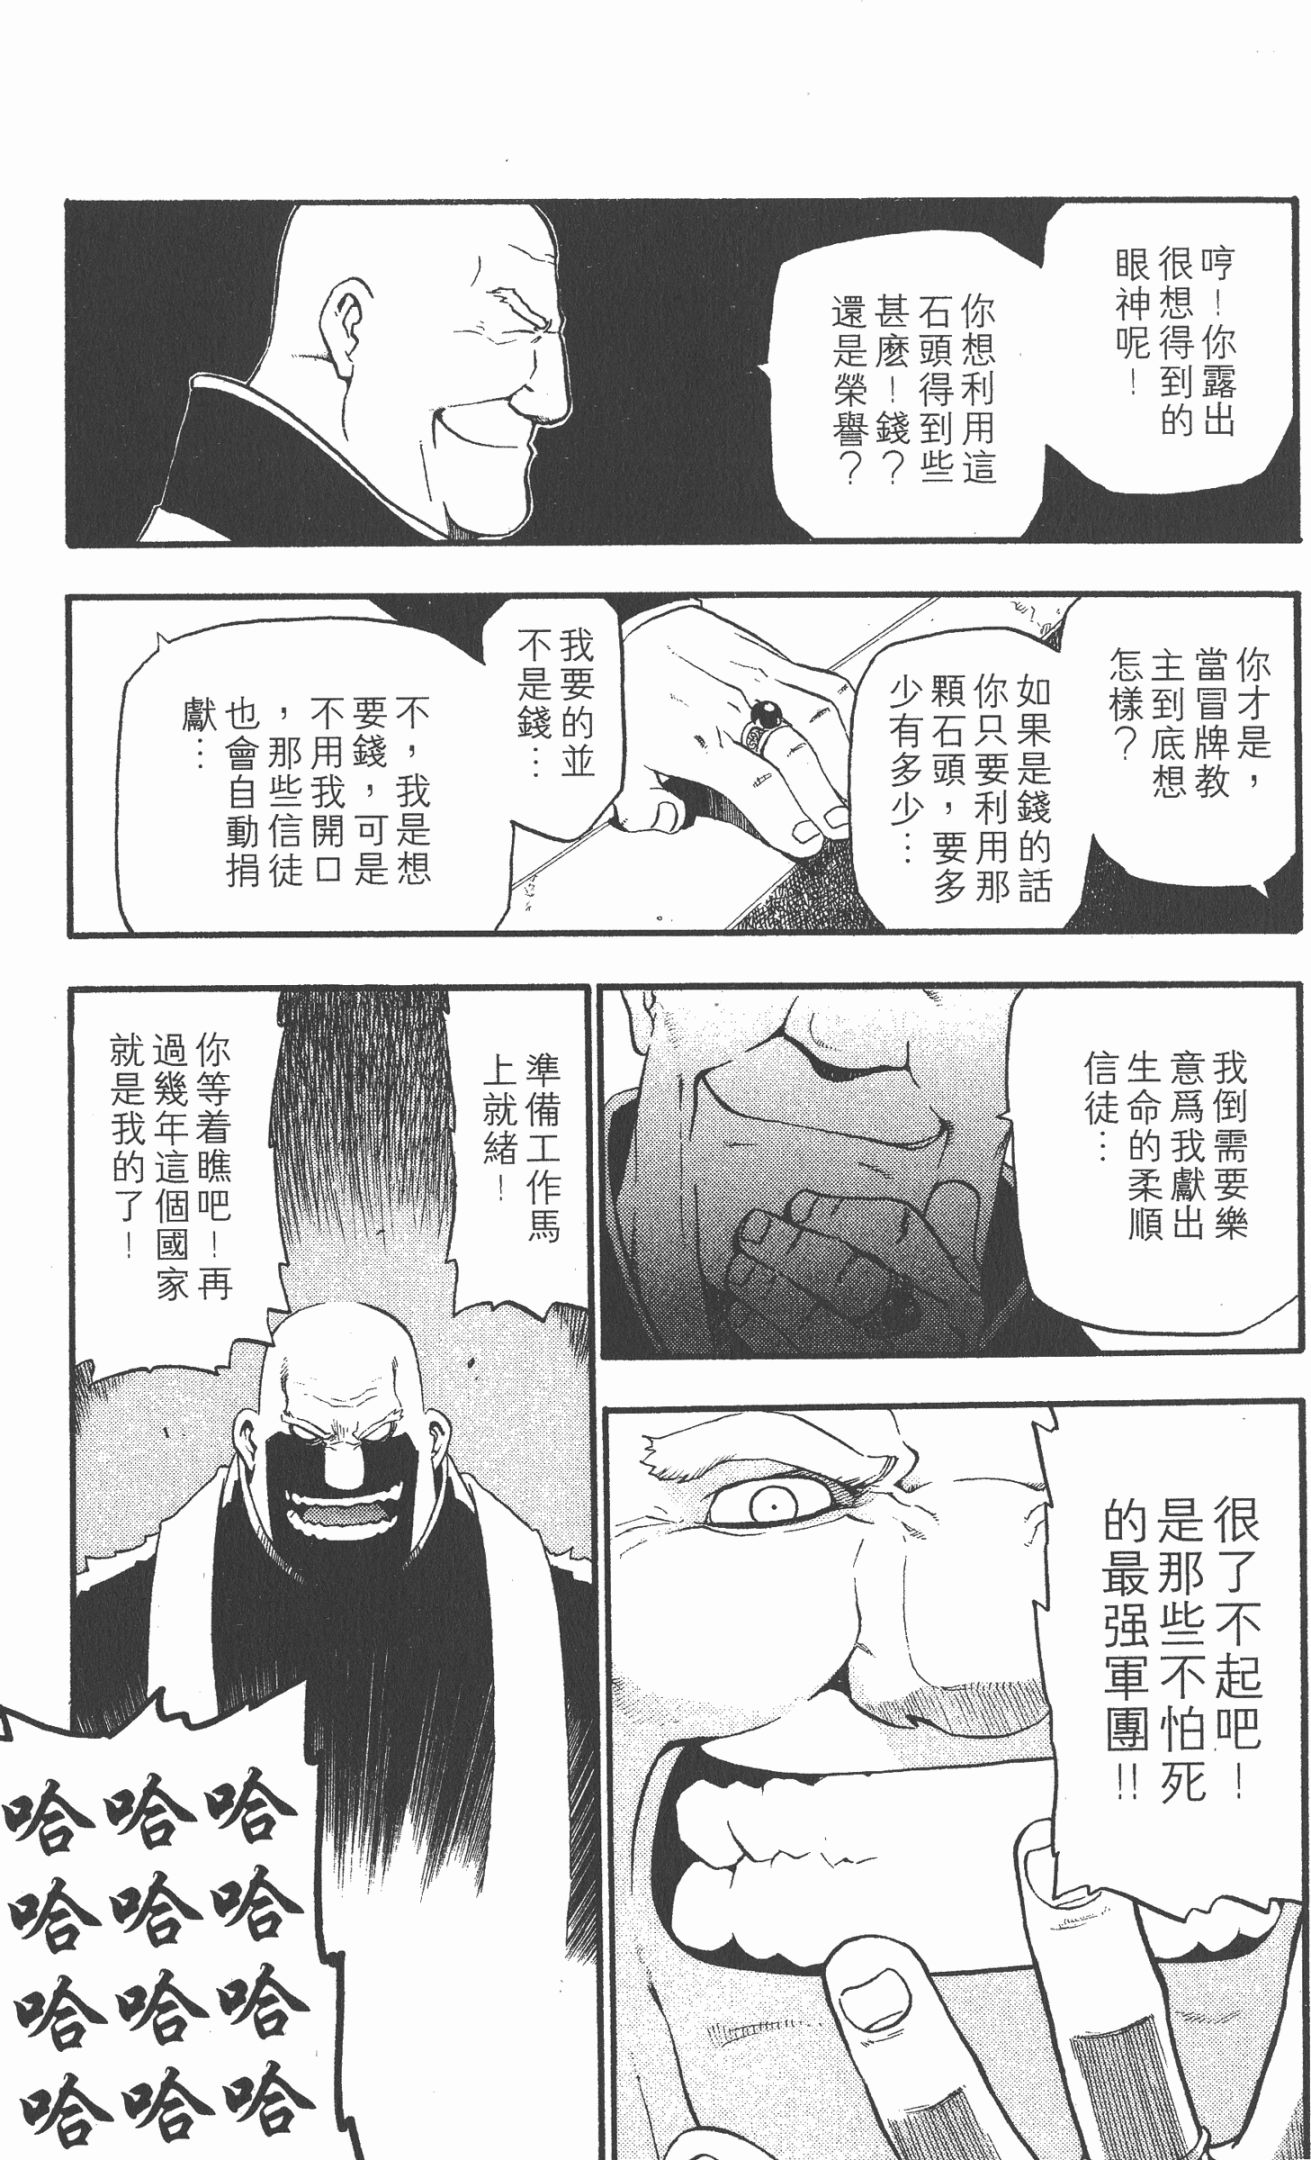 哼！你露出
很想得到的
眼神呢！
你想利用這
石頭得到些
甚麼！錢？
還是榮譽？
你才是，
當冒牌教
主到底想
怎樣？
如果是錢的話
你只要利用那
顆石頭，要多
少有多少…
我要的並
不是錢…
不，我是想
要錢，可是
不用我開口
，那些信徒
也會自動捐
獻…
我倒需要樂
意爲我獻出
生命的柔順
信徒…
很了不起吧！
是那些不怕死
的最强軍團!!
準備工作馬
上就緒！
你等着瞧吧！再
過幾年這個國家
就是我的了！
哈哈哈哈
哈哈哈哈
哈哈哈哈